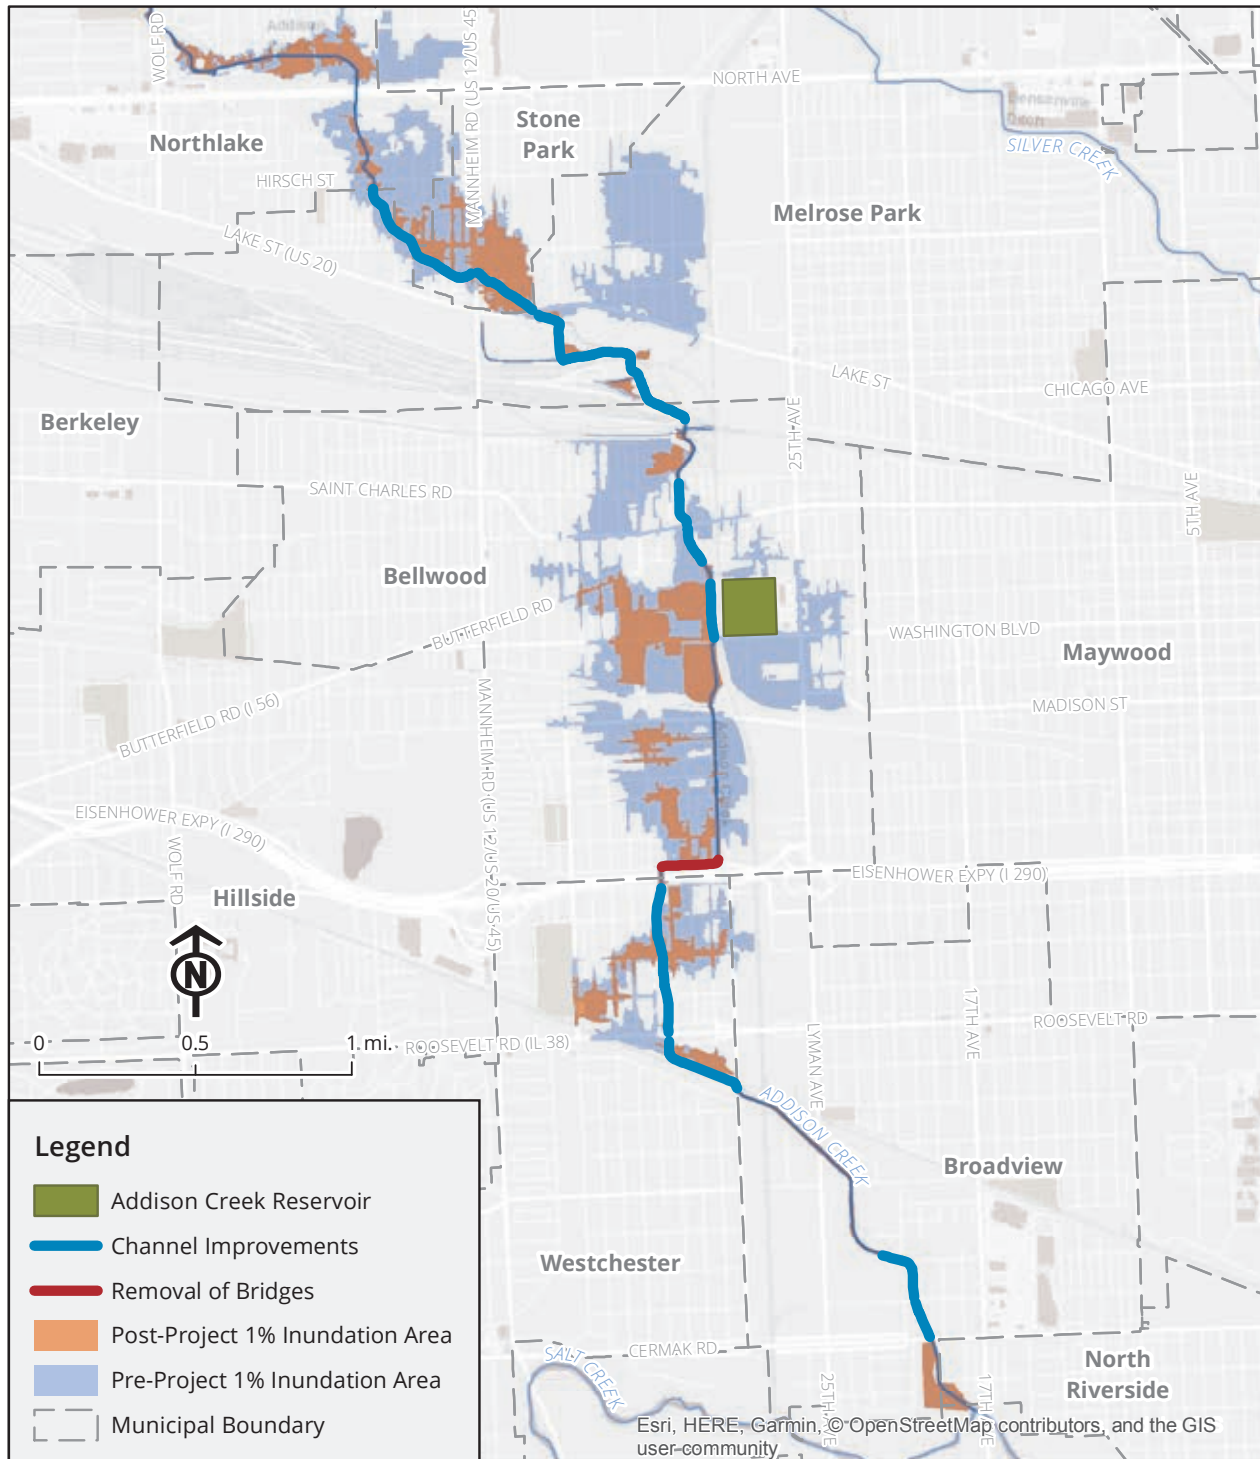 WOLF RD
Addison
MANNHEIM RD (US 12/US 45
NORTH AVE
Northlake
Stone
Park
Bensenville
Ditch
SILVER CREEK
HIRSCH ST
Melrose Park
LAKE ST (US 20)
LAKE ST
CHICAGO AVE
Berkeley
25TH AVE
5TH AVE
SAINT CHARLES RD
Bellwood
BUTTERFIELD RD
WASHINGTON BLVD
Maywood
MADISON ST
BUTTERFIELD RD (I 56)
MANNHEIM RD (US 12/US 20/US 45)
EISENHOWER EXPY (I 290)
WOLF RD
EISENHOWER EXPY (I 290)
Hillside
N
0 0.5 1 mi.
ROOSEVELT RD (IL 38)
ROOSEVELT RD
LYMAN AVE
17TH AVE
ADDISON CREEK
Broadview
Westchester
CERMAK RD
SALT CREEK
25TH AVE
17TH AVE
North
Riverside
Legend
Addison Creek Reservoir
Channel Improvements
Removal of Bridges
Post-Project 1% Inundation Area
Pre-Project 1% Inundation Area
Municipal Boundary
Esri, HERE, Garmin, © OpenStreetMap contributors, and the GIS
user community